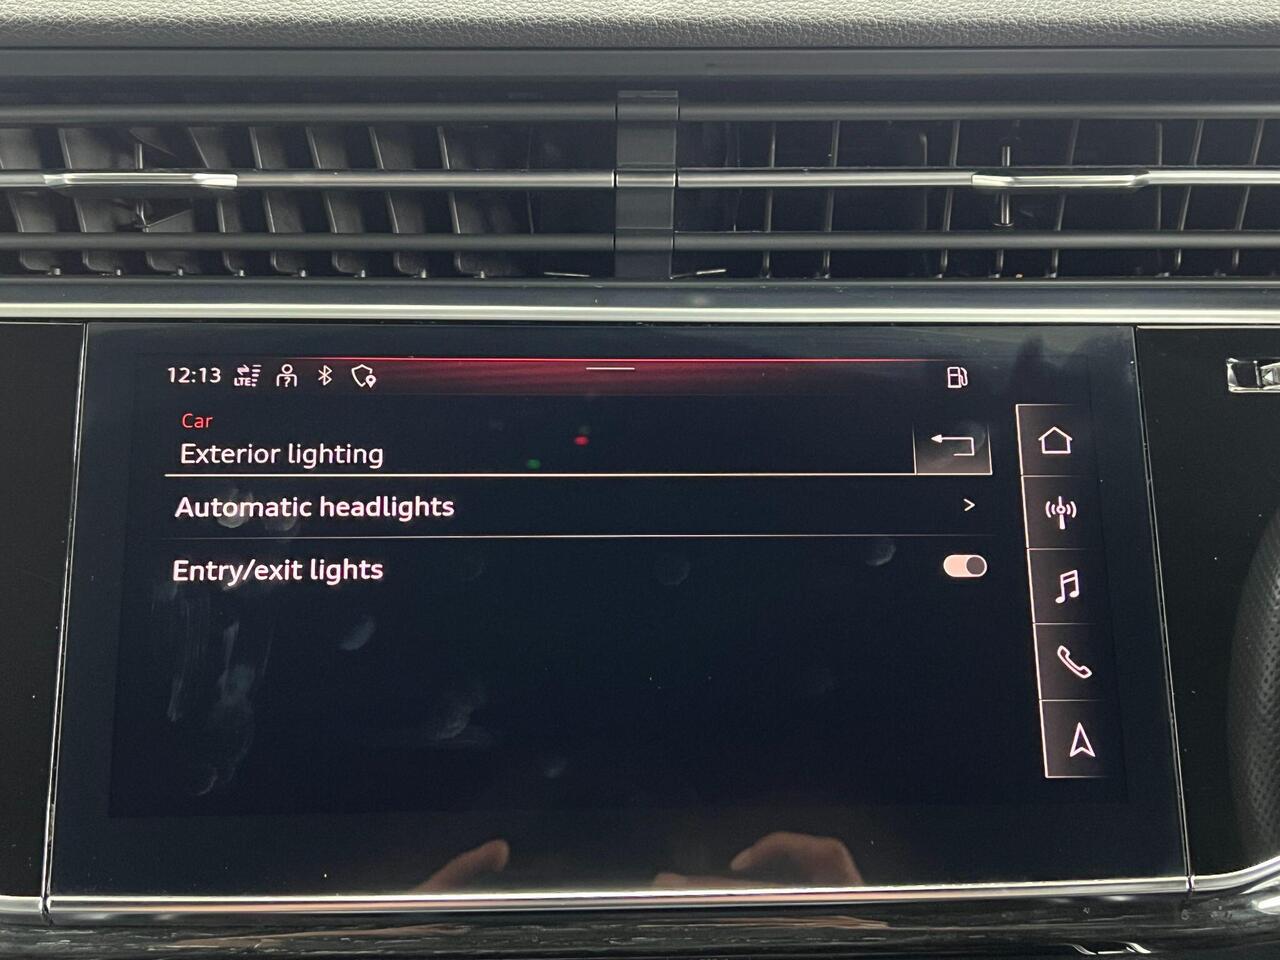 12:13 LTE
Car
Exterior lighting
Automatic headlights
Entry/exit lights